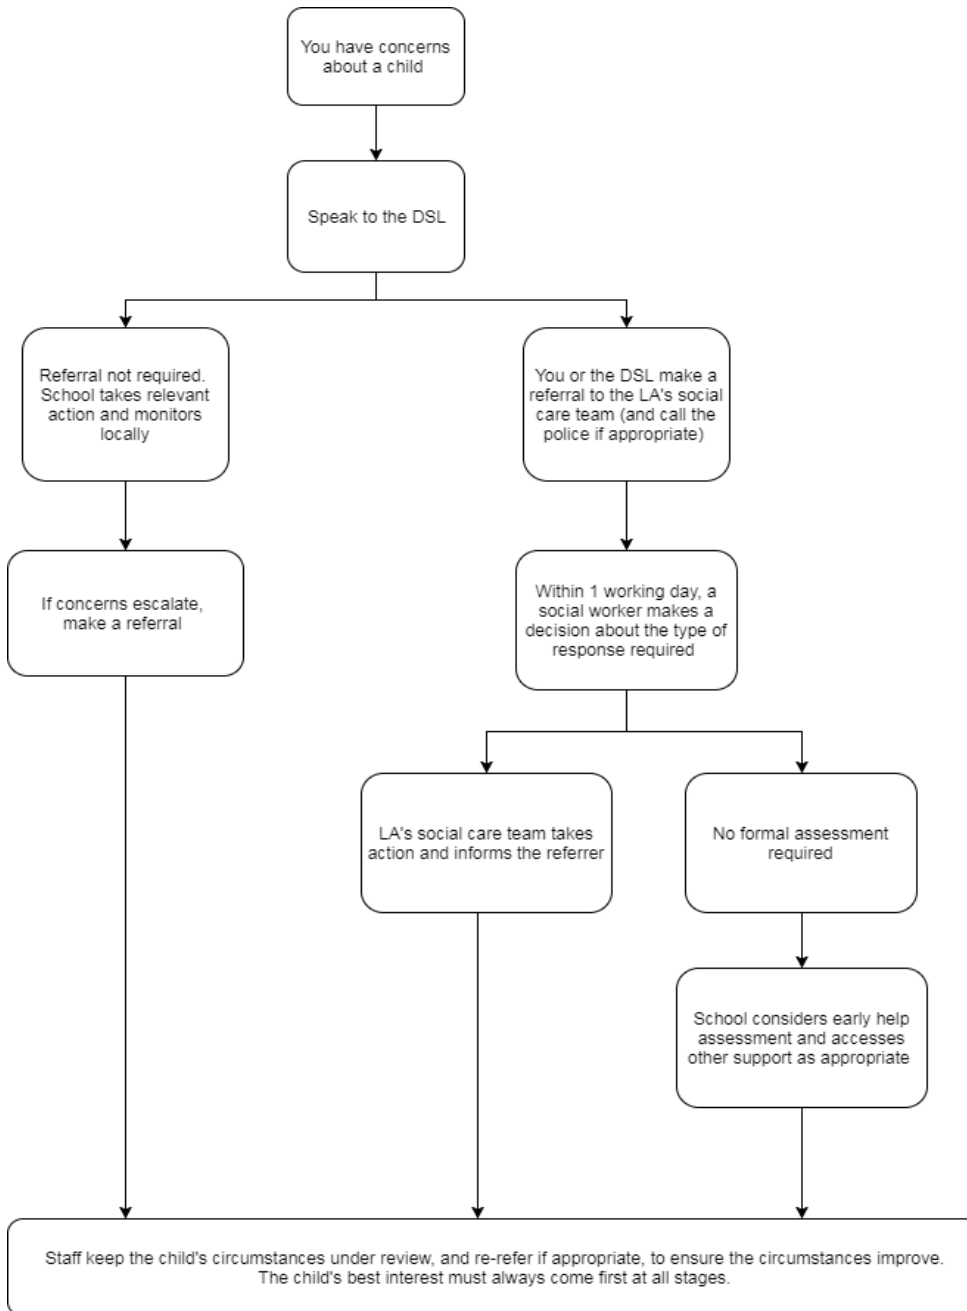 You have concerns
about a child
Speak to the DSL
Referral not required.
School takes relevant
action and monitors
locally
You or the DSL make a
referral to the LA's social
care team (and call the
police if appropriate)
If concerns escalate,
make a referral
Within 1 working day, a
social worker makes a
decision about the type of
response required
LA's social care team takes
action and informs the referrer
No formal assessment
required
School considers early help
assessment and accesses
other support as appropriate
Staff keep the child's circumstances under review, and re-refer if appropriate, to ensure the circumstances improve.
The child's best interest must always come first at all stages.